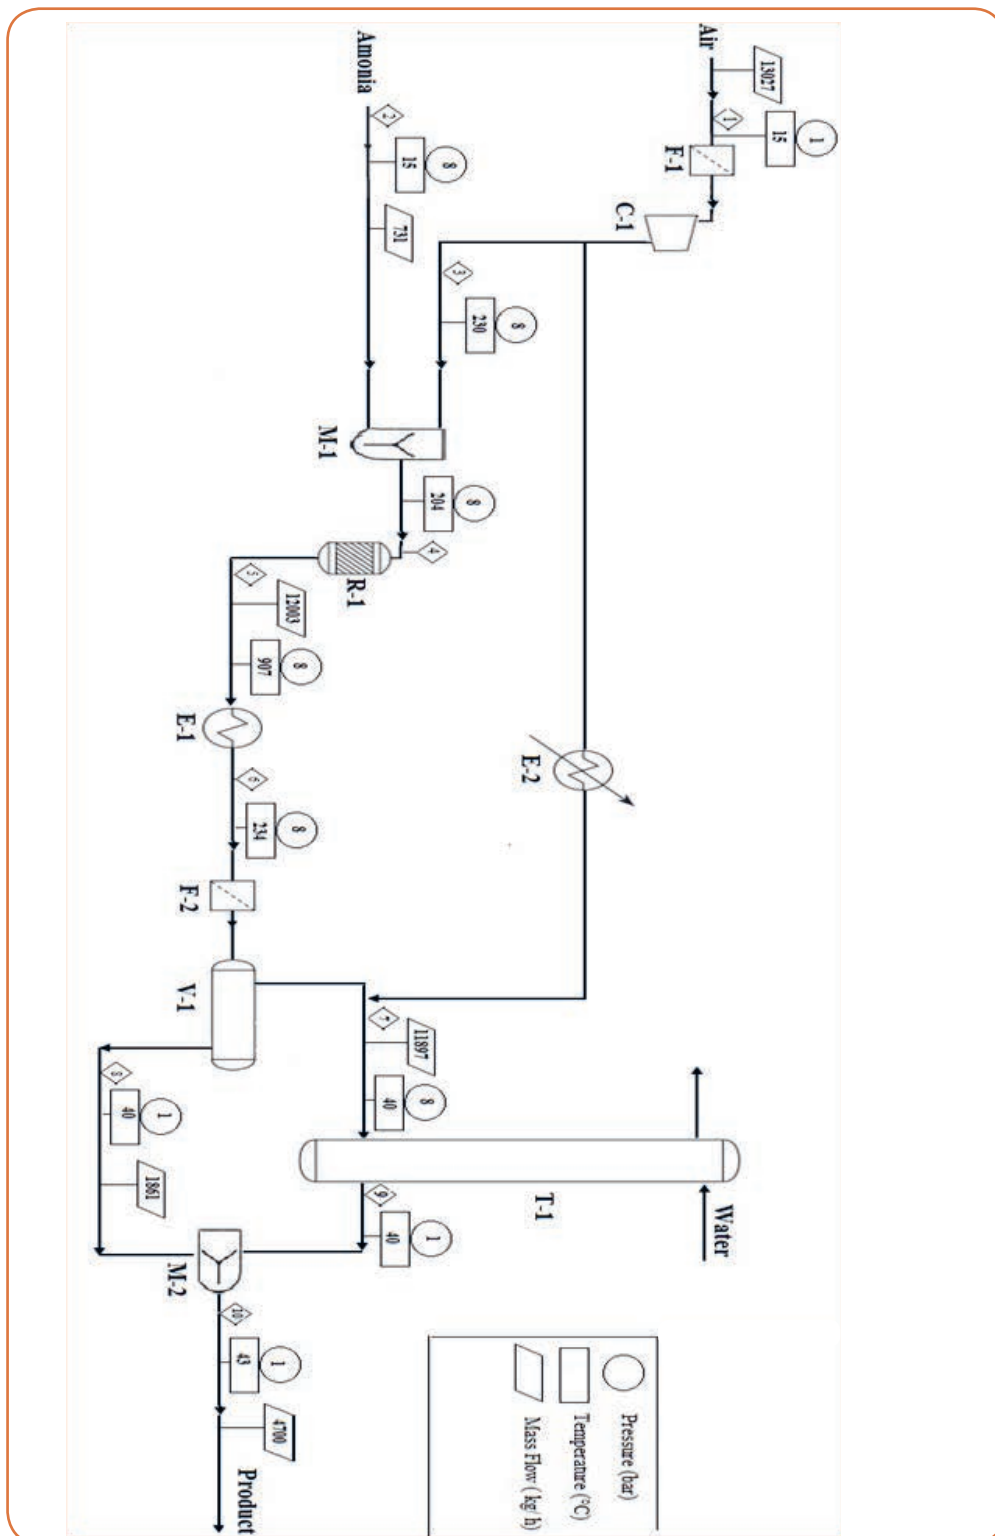 Air
13027
1
15
1
F-1
C-1
Amonia
2
15
8
731
3
230
8
M-1
204
8
4
R-1
5
12003
907
8
E-1
6
234
8
F-2
E-2
V-1
7
11897
40
8
8
40
1
1861
Water
T-1
9
40
1
M-2
10
43
1
4700
Product
Pressure (bar)
Temperature (°C)
Mass Flow ( kg/ h)